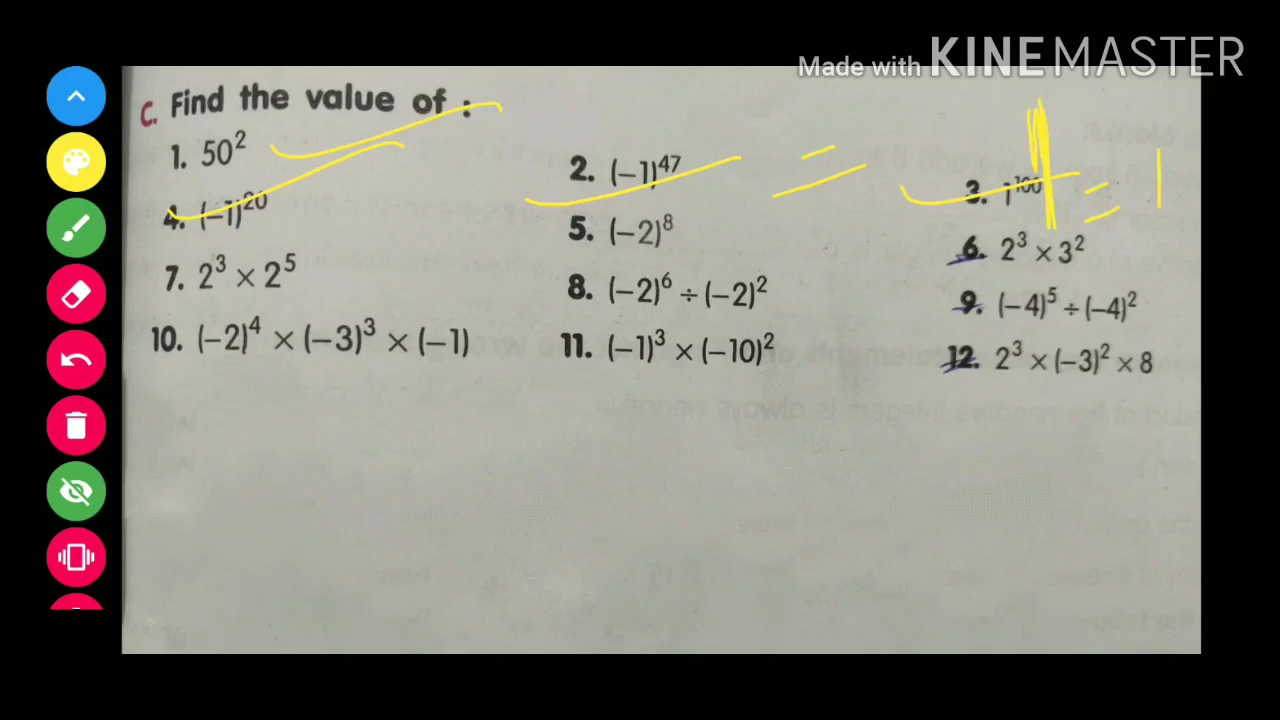 Made with KINEMASTER
C. Find the value of :
1. 50² 2. (−1)⁴⁷ = 3. 1¹⁰⁰ = 1
4. (−1)²⁰ 5. (−2)⁸ 6. 2³ × 3²
7. 2³ × 2⁵ 8. (−2)⁶ ÷ (−2)² 9. (−4)⁵ ÷ (−4)²
10. (−2)⁴ × (−3)³ × (−1) 11. (−1)³ × (−10)² 12. 2³ × (−3)² × 8